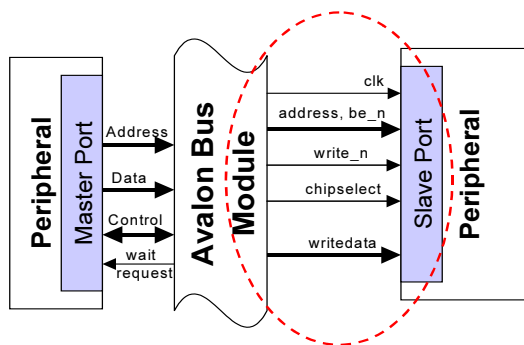 Peripheral
Master Port
Address
Data
Control
wait
request
Avalon Bus
Module
clk
address, be_n
write_n
chipselect
writedata
Slave Port
Peripheral